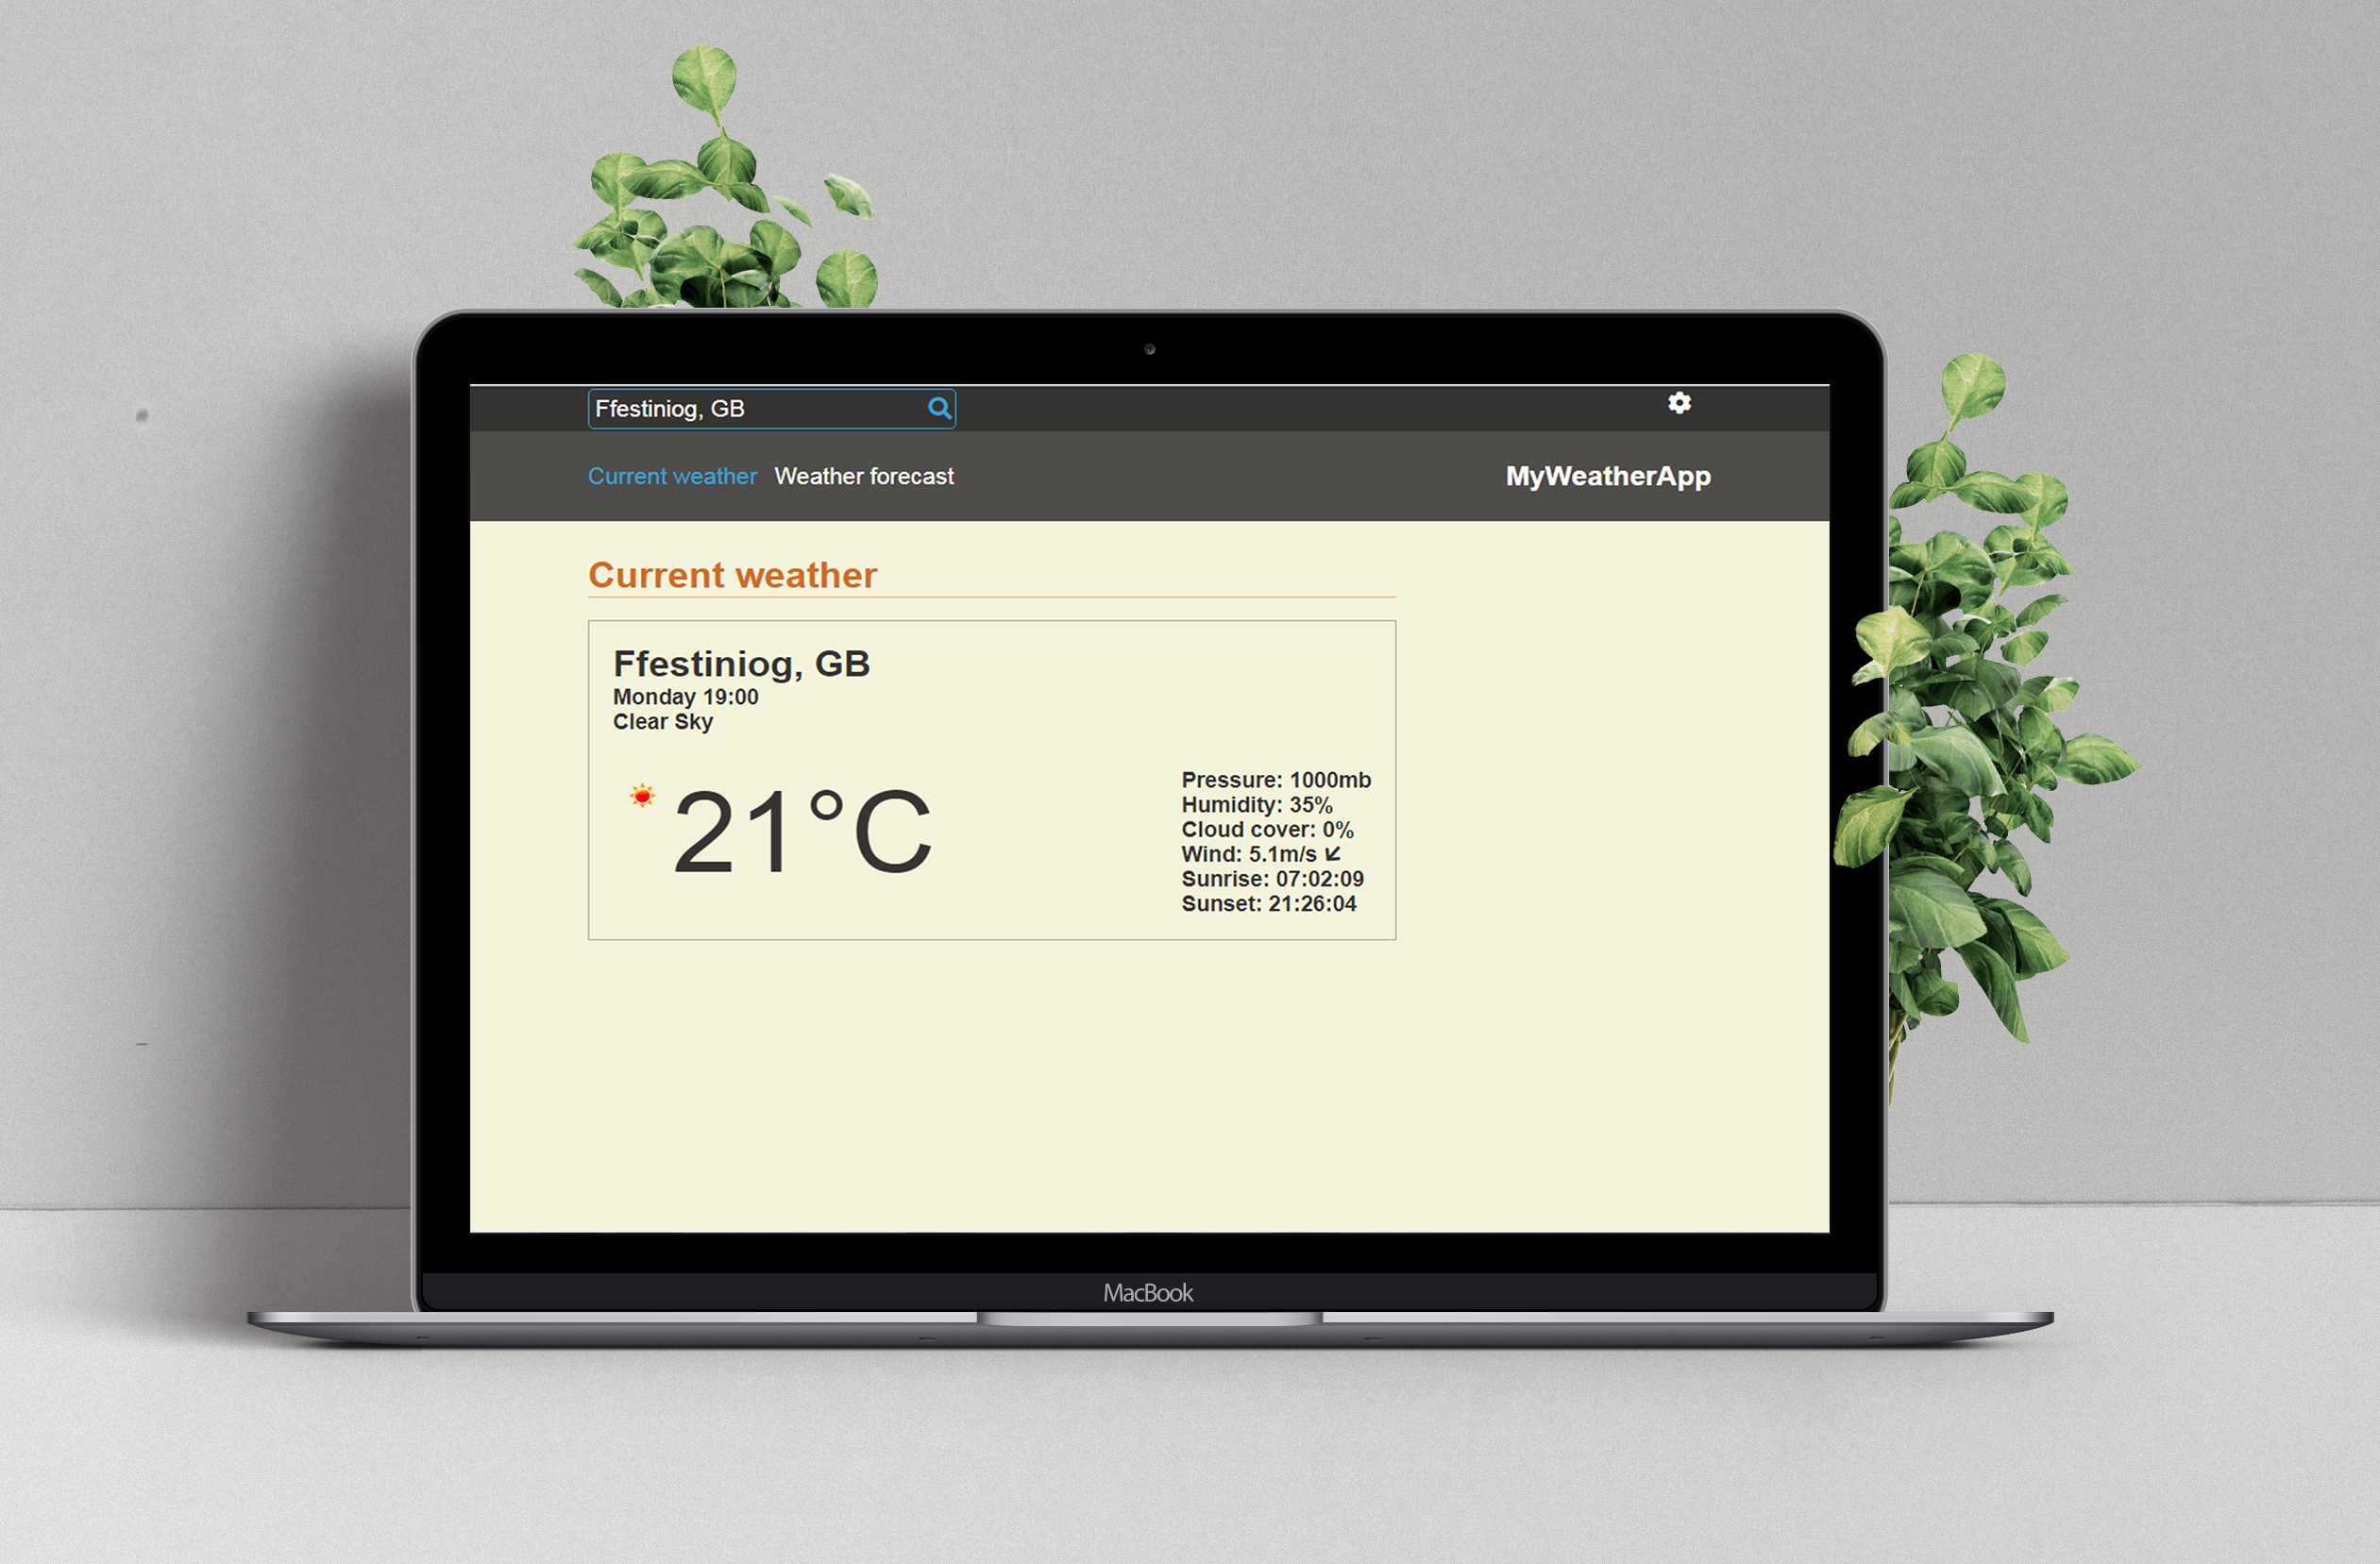 Ffestiniog, GB
Current weather Weather forecast MyWeatherApp
Current weather
Ffestiniog, GB
Monday 19:00
Clear Sky
21°C
Pressure: 1000mb
Humidity: 35%
Cloud cover: 0%
Wind: 5.1m/s ↙
Sunrise: 07:02:09
Sunset: 21:26:04
MacBook